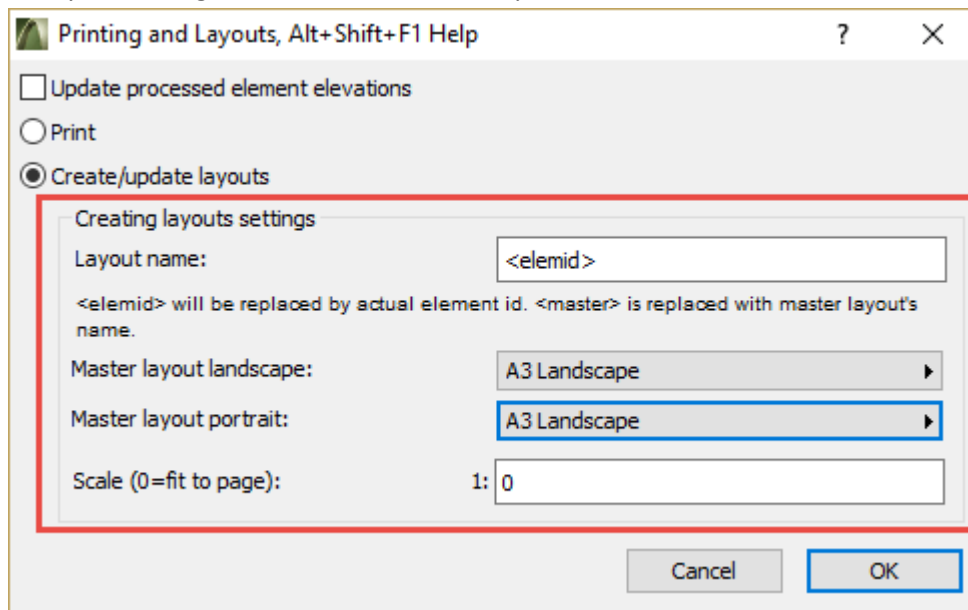 Printing and Layouts, Alt+Shift+F1 Help
Update processed element elevations
Print
Create/update layouts
Creating layouts settings
Layout name: <elemid>
<elemid> will be replaced by actual element id. <master> is replaced with master layout's
name.
Master layout landscape: A3 Landscape
Master layout portrait: A3 Landscape
Scale (0=fit to page): 1: 0
Cancel OK